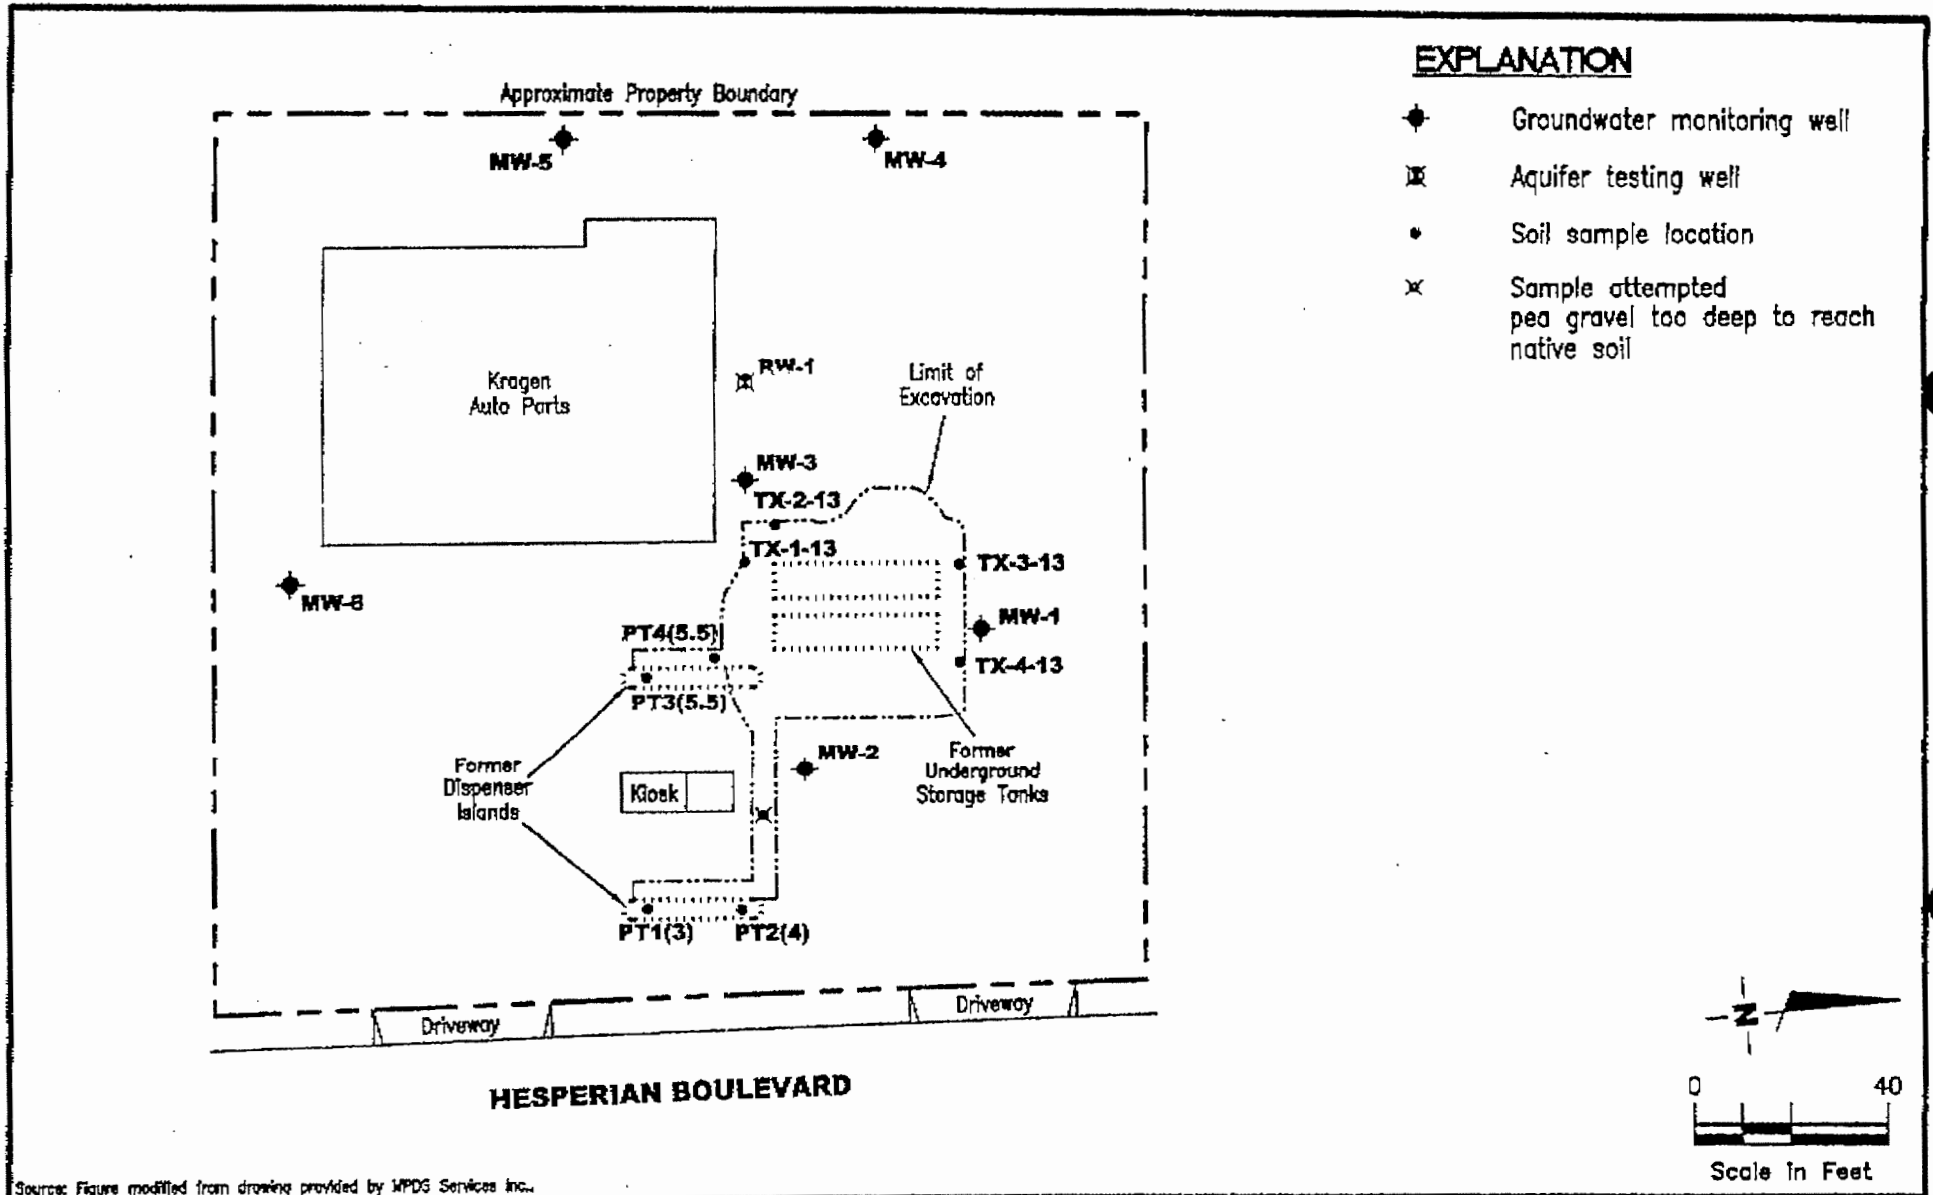 EXPLANATION
Groundwater monitoring well
Aquifer testing well
Soil sample location
Sample attempted
pea gravel too deep to reach
native soil
Approximate Property Boundary
MW-5
MW-4
Kragen
Auto Parts
RW-1
Limit of
Excavation
MW-3
TX-2-13
TX-1-13
TX-3-13
MW-6
MW-1
PT4(5.5)
TX-4-13
PT3(5.5)
MW-2
Former
Underground
Storage Tanks
Former
Dispenser
Islands
Kiosk
PT1(3)
PT2(4)
Driveway
Driveway
HESPERIAN BOULEVARD
N
0 40
Scale in Feet
Source: Figure modified from drawing provided by Services Inc.